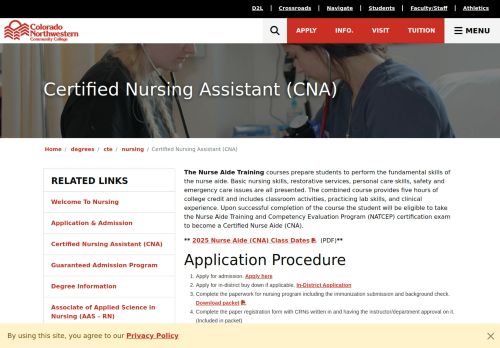 D2L | Crossroads | Navigate | Students | Faculty/Staff | Athletics
Colorado
Northwestern
Community College
APPLY INFO. VISIT TUITION MENU
Certified Nursing Assistant (CNA)
Home / degrees / cte / nursing / Certified Nursing Assistant (CNA)
RELATED LINKS
Welcome To Nursing
Application & Admission
Certified Nursing Assistant (CNA)
Guaranteed Admission Program
Degree Information
Associate of Applied Science in
Nursing (AAS - RN)
The Nurse Aide Training courses prepare students to perform the fundamental skills of
the nurse aide. Basic nursing skills, restorative services, personal care skills, safety and
emergency care issues are all presented. The combined course provides five hours of
college credit and includes classroom activities, practicing lab skills, and clinical
experience. Upon successful completion of the course the student will be eligible to take
the Nurse Aide Training and Competency Evaluation Program (NATCEP) certification exam
to become a Certified Nurse Aide (CNA).
** 2025 Nurse Aide (CNA) Class Dates (PDF)**
Application Procedure
1. Apply for admission. Apply here
2. Apply for in-district buy down if applicable. In-District Application
3. Complete the paperwork for nursing program including the immunization submission and background check.
Download packet
4. Complete the paper registration form with CRNs written in and having the instructor/department approval on it.
(Included in packet)
By using this site, you agree to our Privacy Policy
×